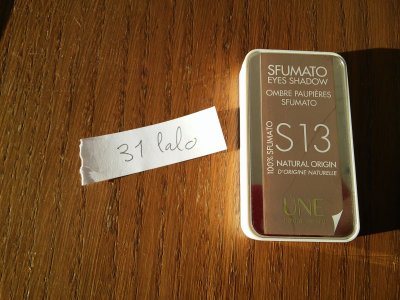 31 lalo
SFUMATO
EYES SHADOW
OMBRE PAUPIÈRES
SFUMATO
100% SFUMATO
S13
NATURAL ORIGIN
D'ORIGINE NATURELLE
UNE